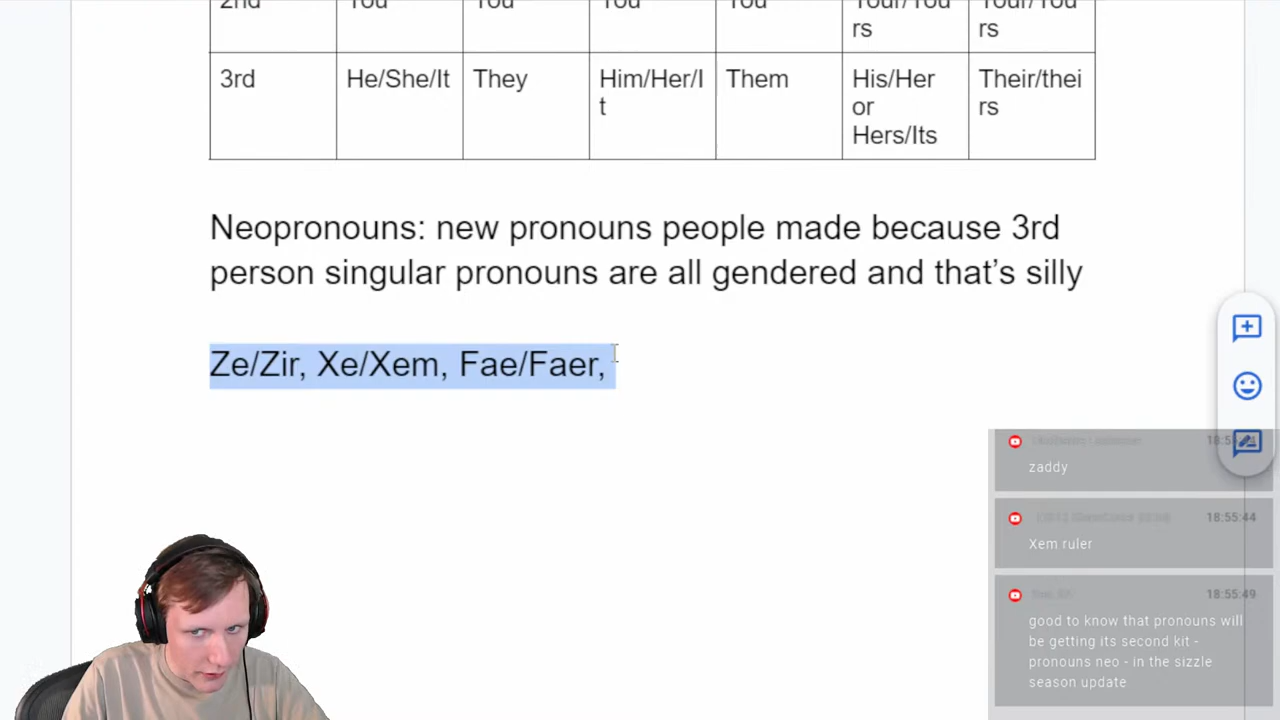 2nd You You You You Your/You
rs Your/You
rs
3rd He/She/It They Him/Her/I
t Them His/Her
or
Hers/Its Their/thei
rs
Neopronouns: new pronouns people made because 3rd
person singular pronouns are all gendered and that’s silly
Ze/Zir, Xe/Xem, Fae/Faer,
zaddy
18:55:44
Xem ruler
18:55:49
good to know that pronouns will
be getting its second kit -
pronouns neo - in the sizzle
season update